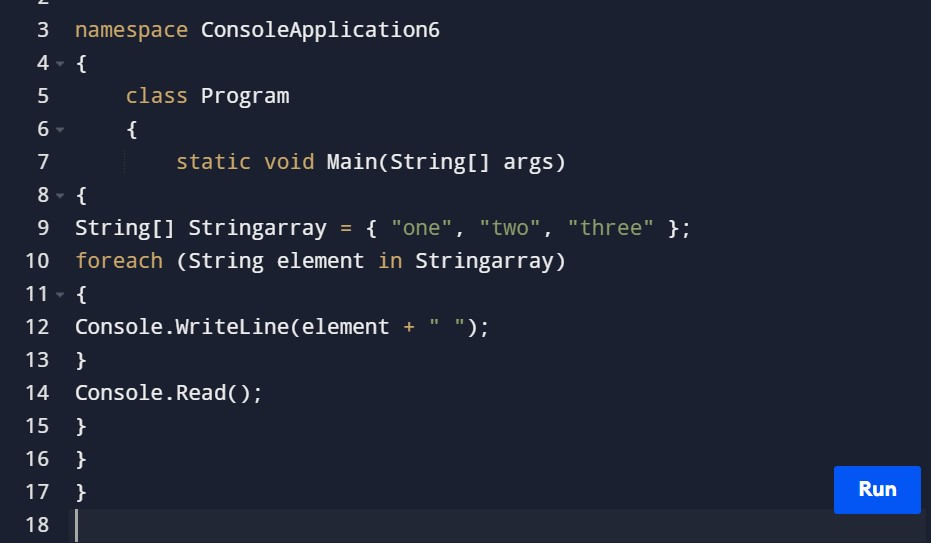 3 namespace ConsoleApplication6
4 {
5     class Program
6     {
7         static void Main(String[] args)
8 {
9 String[] Stringarray = { "one", "two", "three" };
10 foreach (String element in Stringarray)
11 {
12 Console.WriteLine(element + " ");
13 }
14 Console.Read();
15 }
16 }
17 }
Run
18